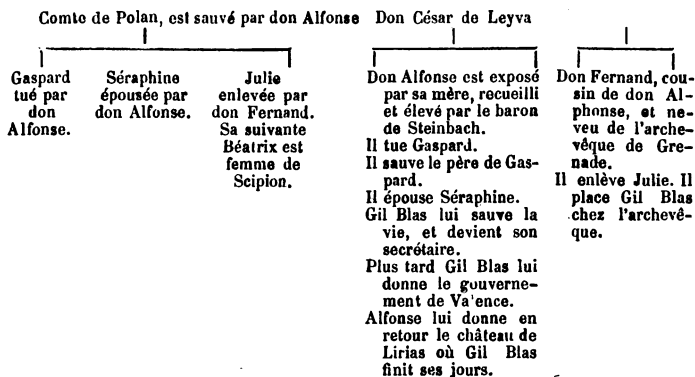 Comte de Polan, est sauvé par don Alfonse
Don César de Leyva
Gaspard
tué par
don
Alfonse.
Séraphine
épousée par
don Alfonse.
Julie
enlevée par
don Fernand.
Sa suivante
Béatrix est
femme de
Scipion.
Don Alfonse est exposé
par sa mère, recueilli
et élevé par le baron
de Steinbach.
Il tue Gaspard.
Il sauve le père de Gas-
pard.
Il épouse Séraphine.
Gil Blas lui sauve la
vie, et devient son
secrétaire.
Plus tard Gil Blas lui
donne le gouverne-
ment de Va'ence.
Alfonse lui donne en
retour le château de
Lirias où Gil Blas
finit ses jours.
Don Fernand, cou-
sin de don Al-
phonse, et ne-
veu de l'arche-
vêque de Gre-
nade.
Il enlève Julie. Il
place Gil Blas
chez l'archevê-
que.